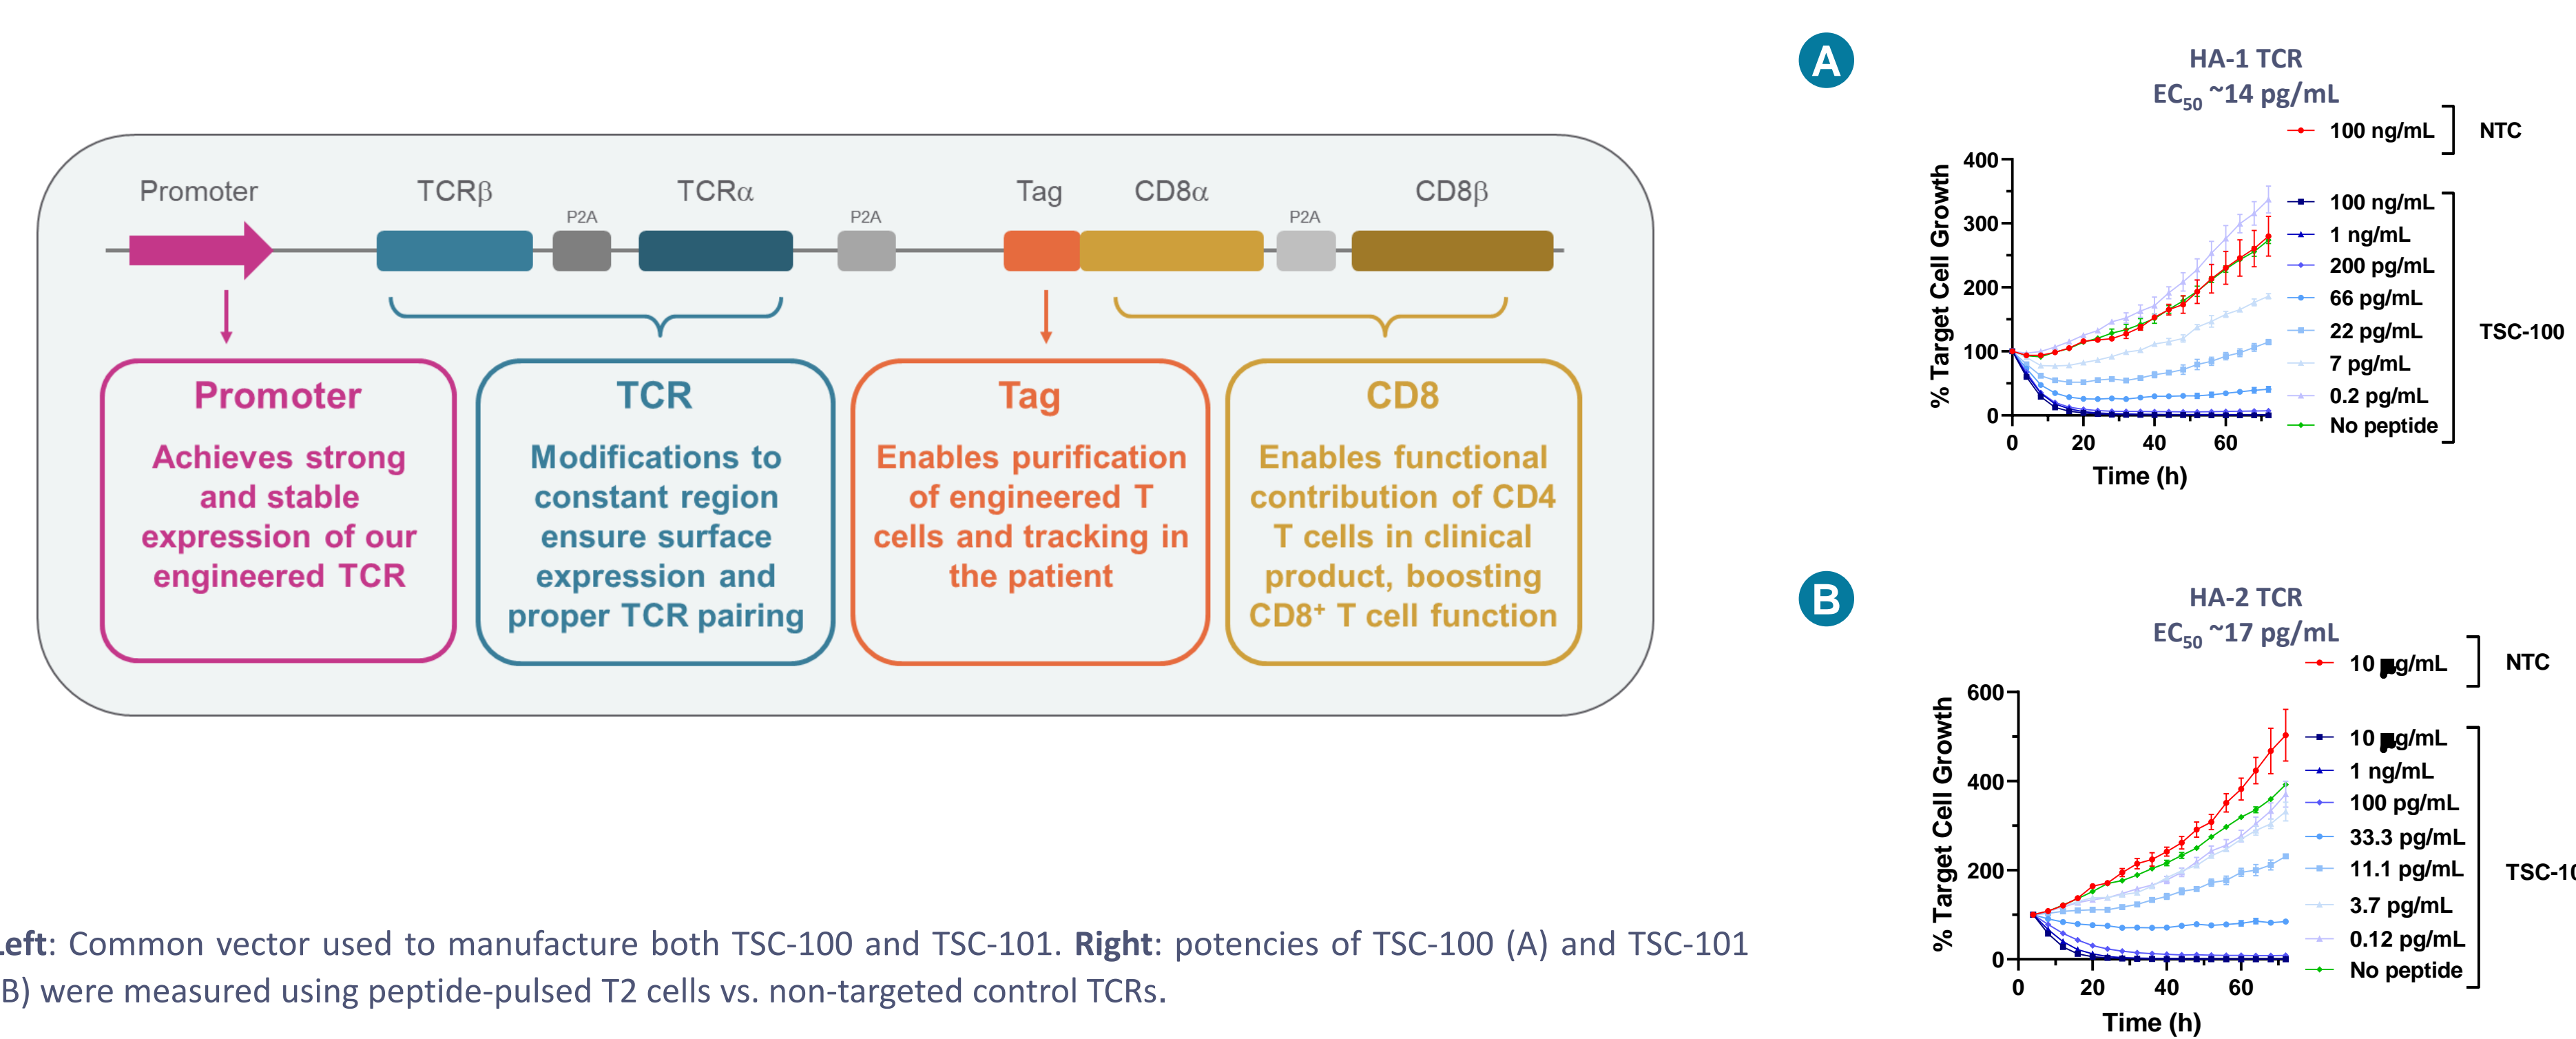 Promoter
TCRβ
P2A
TCRα
P2A
Tag
CD8α
P2A
CD8β
Promoter
Achieves strong
and stable
expression of our
engineered TCR
TCR
Modifications to
constant region
ensure surface
expression and
proper TCR pairing
Tag
Enables purification
of engineered T
cells and tracking in
the patient
CD8
Enables functional
contribution of CD4
T cells in clinical
product, boosting
CD8⁺ T cell function
Left: Common vector used to manufacture both TSC-100 and TSC-101. Right: potencies of TSC-100 (A) and TSC-101
B) were measured using peptide-pulsed T2 cells vs. non-targeted control TCRs.
A
HA-1 TCR
EC₅₀ ~14 pg/mL
100 ng/mL
NTC
100 ng/mL
1 ng/mL
200 pg/mL
66 pg/mL
22 pg/mL
7 pg/mL
0.2 pg/mL
No peptide
TSC-100
% Target Cell Growth
400
300
200
100
0
0 20 40 60
Time (h)
B
HA-2 TCR
EC₅₀ ~17 pg/mL
10 µg/mL
NTC
10 µg/mL
1 ng/mL
100 pg/mL
33.3 pg/mL
11.1 pg/mL
3.7 pg/mL
0.12 pg/mL
No peptide
TSC-10
% Target Cell Growth
600
400
200
0
0 20 40 60
Time (h)